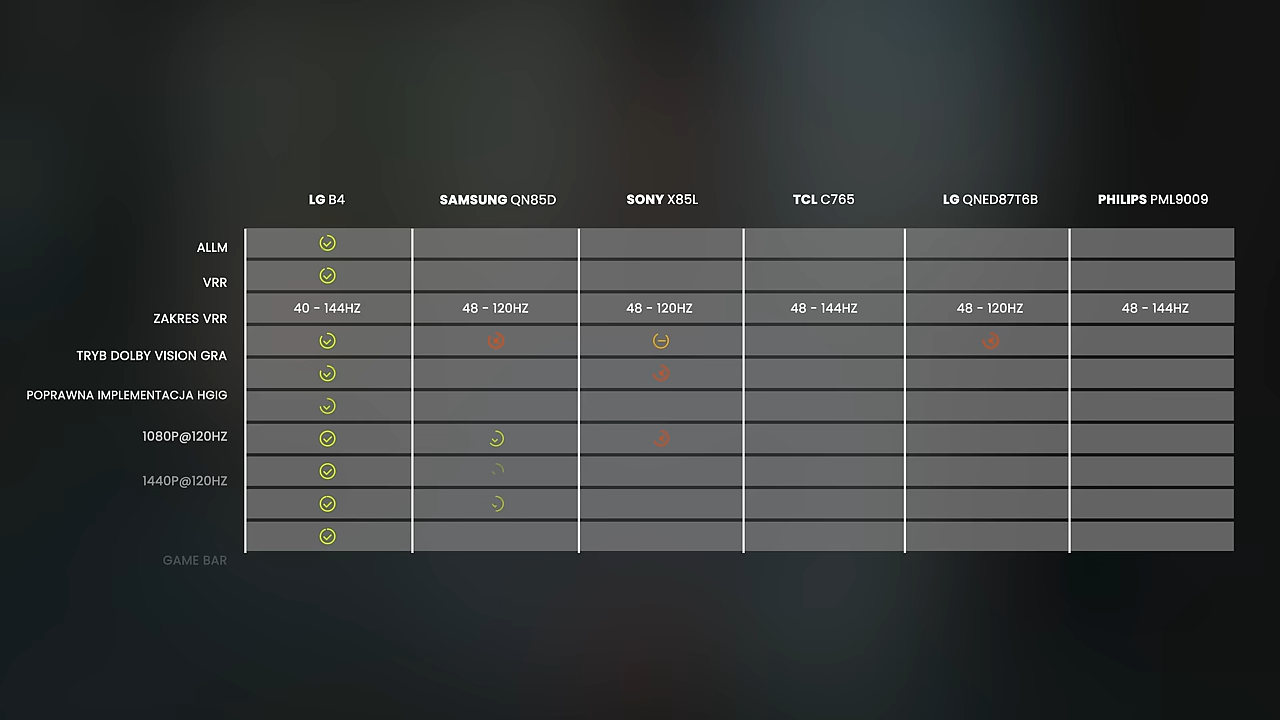 LG B4 SAMSUNG QN85D SONY X85L TCL C765 LG QNED87T6B PHILIPS PML9009
ALLM
VRR
ZAKRES VRR 40 - 144HZ 48 - 120HZ 48 - 120HZ 48 - 144HZ 48 - 120HZ 48 - 144HZ
TRYB DOLBY VISION GRA
POPRAWNA IMPLEMENTACJA HGIG
1080P@120HZ
1440P@120HZ
GAME BAR